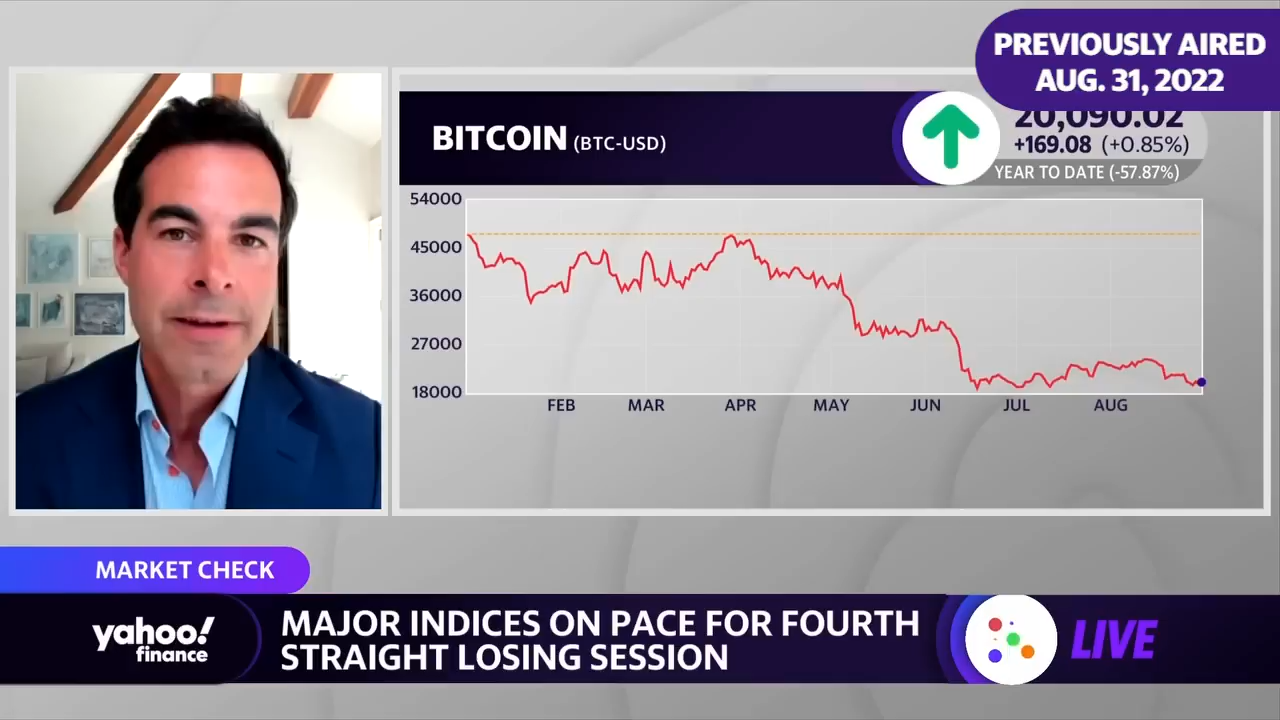 PREVIOUSLY AIRED
AUG. 31, 2022
BITCOIN (BTC-USD)
20,090.02
+169.08 (+0.85%)
YEAR TO DATE (-57.87%)
54000
45000
36000
27000
18000
FEB MAR APR MAY JUN JUL AUG
MARKET CHECK
yahoo!
finance
MAJOR INDICES ON PACE FOR FOURTH
STRAIGHT LOSING SESSION
LIVE